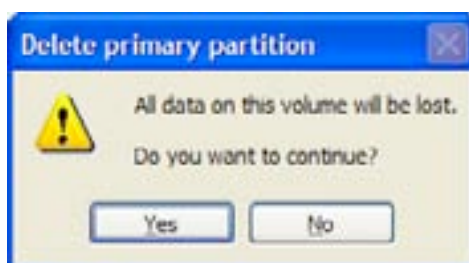 Delete primary partition
All data on this volume will be lost.
Do you want to continue?
Yes No